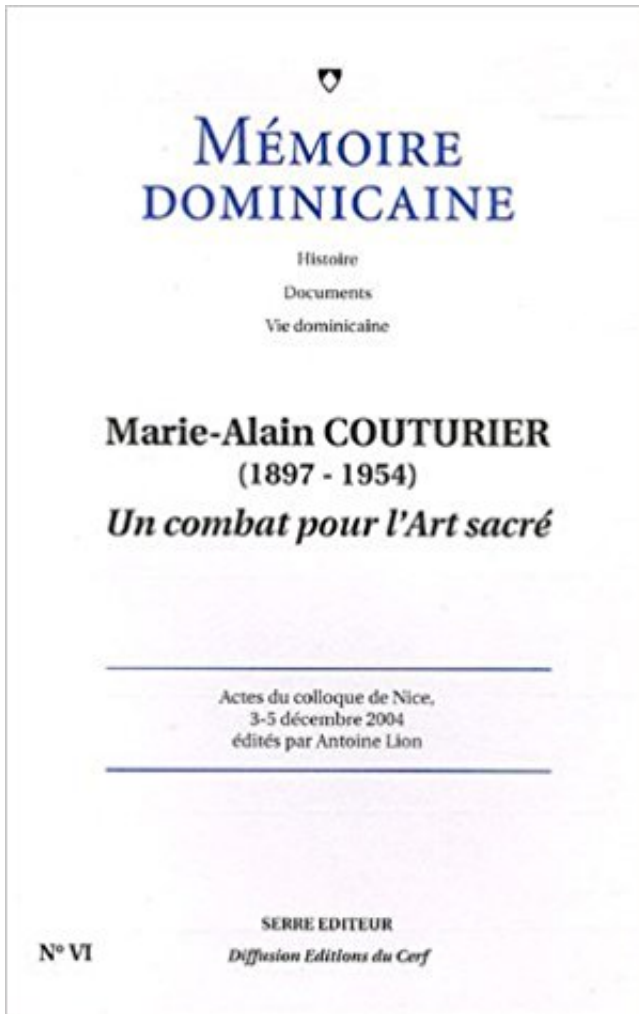 MÉMOIRE
DOMINICAINE
Histoire
Documents
Vie dominicaine
Marie-Alain COUTURIER
(1897 - 1954)
Un combat pour l'Art sacré
Actes du colloque de Nice,
3-5 décembre 2004
édités par Antoine Lion
SERRE EDITEUR
N° VI
Diffusion Editions du Cerf